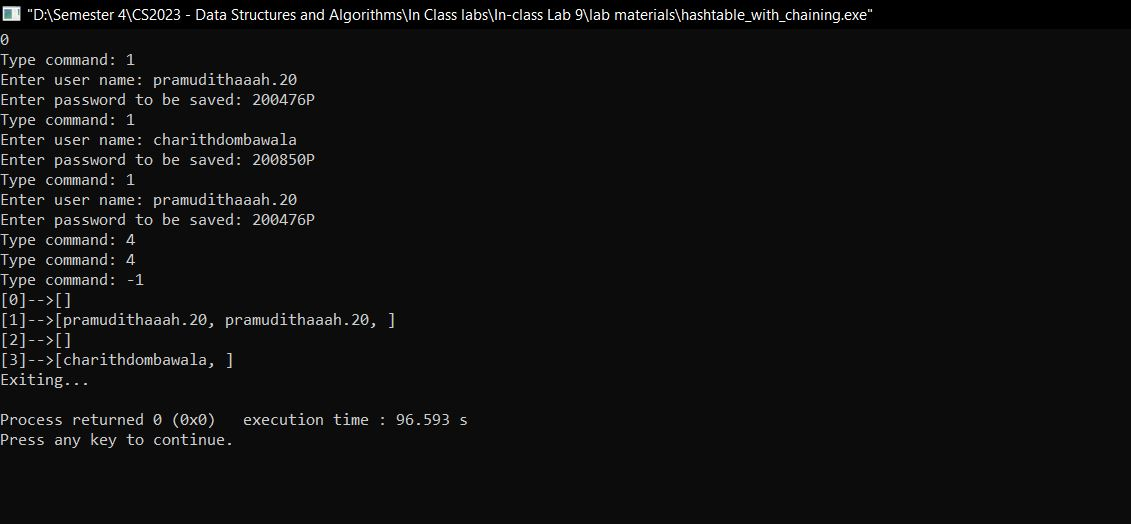 "D:\Semester 4\CS2023 - Data Structures and Algorithms\In Class labs\In-class Lab 9\lab materials\hashtable_with_chaining.exe"
0
Type command: 1
Enter user name: pramudithaaah.20
Enter password to be saved: 200476P
Type command: 1
Enter user name: charithdombawala
Enter password to be saved: 200850P
Type command: 1
Enter user name: pramudithaaah.20
Enter password to be saved: 200476P
Type command: 4
Type command: 4
Type command: -1
[0]-->[]
[1]-->[pramudithaaah.20, pramudithaaah.20, ]
[2]-->[]
[3]-->[charithdombawala, ]
Exiting...
Process returned 0 (0x0)   execution time : 96.593 s
Press any key to continue.